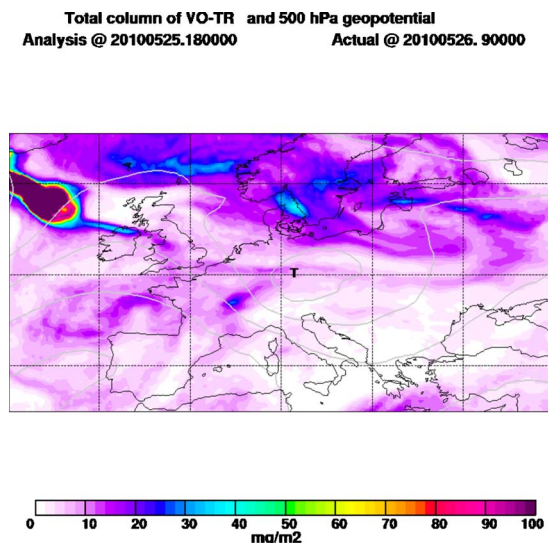 Total column of VO-TR and 500 hPa geopotential
Analysis @ 20100525.180000 Actual @ 20100526. 90000
T
0 10 20 30 40 50 60 70 80 90 100
mg/m2